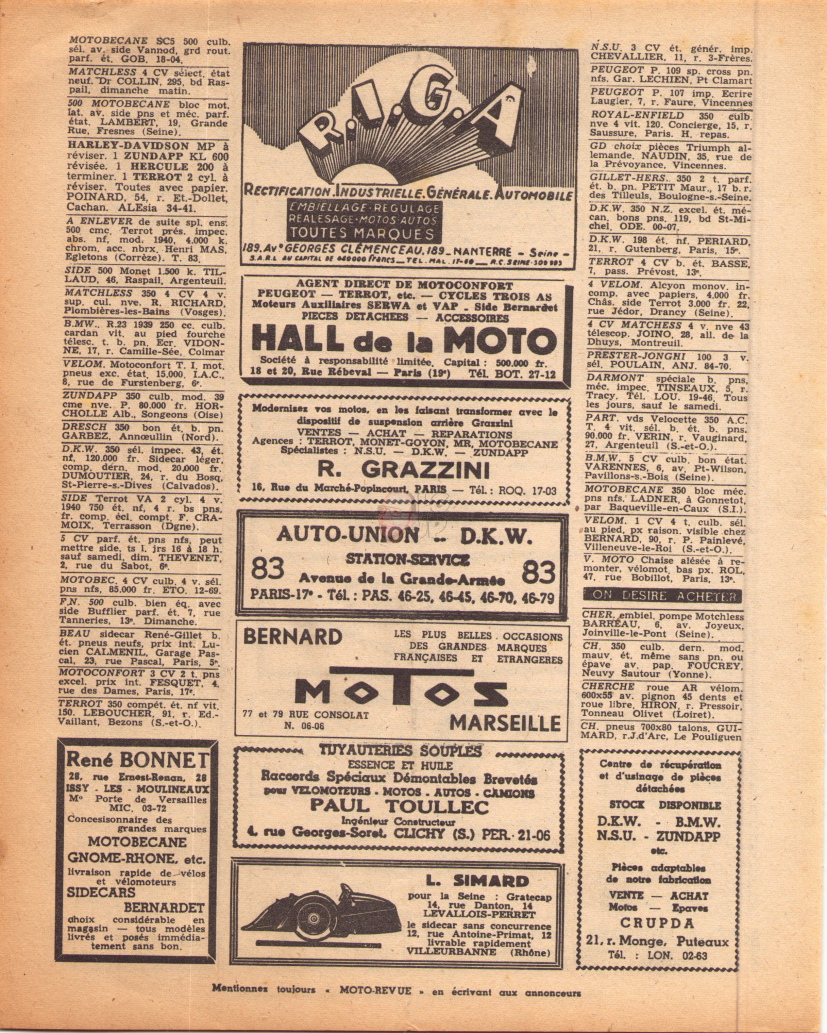 MOTOBECANE SC5 500 culb.
sél. av. side Vannod, grd rout.
parf. ét. GOB. 18-04.
MATCHLESS 4 CV sélect. état
neuf. Dr COLLIN, 295, bd Ras-
pail, dimanche matin.
500 MOTOBECANE bloc mot.
lat. av. side pns et méc. parf.
état. LAMBERT, 19, Grande
Rue, Fresnes (Seine).
HARLEY-DAVIDSON MP à
réviser. 1 ZUNDAPP KL 600
révisée. 1 HERCULE 200 à
terminer. 1 TERROT 2 cyl. à
réviser. Toutes avec papier.
POINARD, 54, r. Et.-Dollet,
Cachan. ALEsia 34-41.
A ENLEVER de suite spl. ens.
500 cmc. Terrot prés. impec.
abs. nf, mod. 1940, 4.000 k.
chrom, acc. nbrx, Henri MAS,
Egletons (Corrèze). T. 83.
SIDE 500 Monet 1.500 k. TIL-
LAUD, 46, Raspail, Argenteuil.
MATCHLESS 350 4 CV 4 v.
sup. cul. nve. R. RICHARD,
Plombières-les-Bains (Vosges).
B.M.W.. R.23 1939 250 cc. culb.
cardan vit. au pied fourche
télesc. t. b. pn. Ecr. VIDON-
NE, 17, r. Camille-Sée, Colmar
VELOM. Motoconfort T. I. mot.
pneus exc. état, 15.000, I.A.C.,
8, rue de Furstenberg, 6e.
ZUNDAPP 350 culb. mod. 39
cme nve. P. 80.000 fr. HOR-
CHOLLE Alb., Songeons (Oise)
DRESCH 350 bon ét. b. pn.
GARBEZ, Annœullin (Nord).
D.K.W. 350 sél. impec. 43, ét.
nf, 120.000 fr. Sidecar léger,
comp. dern. mod. 20.000 fr.
DUMOUTIER, 24, r. du Bosq,
St-Pierre-s.-Dives (Calvados).
SIDE Terrot VA 2 cyl. 4 v.
1940 750 ét. nf, 4 r. bs pns,
fr. comp. écl. compt. F. CRA-
MOIX, Terrasson (Dgne).
5 CV parf. ét. pns nfs, peut
mettre side, ts l. jrs 16 à 18 h.
sauf samedi, dim. THEVENET,
2, rue du Sabot, 6e.
MOTOBEC. 4 CV culb. 4 v. sél.
pns nfs, 85.000 fr. ETO. 12-69.
F.N. 500 culb. bien éq. avec
side Bufflier parf. ét. 7, rue
Tanneries, 13e. Dimanche.
BEAU sidecar René-Gillet b.
ét. pneus neufs, prix int. Lu-
cien CALMENIL, Garage Pas-
cal, 23, rue Pascal, Paris, 5e.
MOTOCONFORT 3 CV 2 t. pns
excel. prix int. FESQUET, 4,
rue des Dames, Paris, 17e.
TERROT 350 compét. ét. nf vit.
150. LEBOUCHER, 91, r. Ed.-
Vaillant, Bezons (S.-et-O.).
René BONNET
28, rue Ernest-Renan, 28
ISSY - LES - MOULINEAUX
Mo Porte de Versailles
MIC. 03-72
Concesisonnaire des
grandes marques
MOTOBECANE
GNOME-RHONE, etc.
livraison rapide de vélos
et vélomoteurs
SIDECARS
BERNARDET
choix considérable en
magasin — tous modèles
livrés et posés immédia-
tement sans bon.
R.I.G.A
RECTIFICATION.INDUSTRIELLE.GÉNÉRALE.AUTOMOBILE
EMBIELLAGE-REGULAGE
REALESAGE-MOTOS AUTOS
TOUTES MARQUES
189.Ave GEORGES CLÉMENCEAU,189_ NANTERRE - Seine -
S.A.R.L. AU CAPITAL DE FRANCS _ TEL. MAL. 17-60 _ R.C. SEINE
AGENT DIRECT DE MOTOCONFORT
PEUGEOT — TERROT, etc. — CYCLES TROIS AS
Moteurs Auxiliaires SERWA et VAP - Side Bernardet
PIECES DETACHEES — ACCESSOIRES
HALL de la MOTO
Société à responsabilité limitée, Capital : 500.000 fr.
18 et 20, Rue Rébeval — Paris (19e) Tél. BOT. 27-12
Modernisez vos motos, en les faisant transformer avec le
dispositif de suspension arrière Grazzini
VENTES — ACHAT — REPARATIONS
Agences : TERROT, MONET-GOYON, MR, MOTOBECANE
Spécialistes : N.S.U. — D.K.W. — ZUNDAPP
R. GRAZZINI
16, Rue du Marché-Popincourt, PARIS — Tél. : ROQ. 17-03
AUTO-UNION -- D.K.W.
STATION-SERVICE
83 Avenue de la Grande-Armée 83
PARIS-17e - Tél. : PAS. 46-25, 46-45, 46-70, 46-79
BERNARD LES PLUS BELLES OCCASIONS
DES GRANDES MARQUES
FRANÇAISES ET ETRANGERES
MOTOS
77 et 79 RUE CONSOLAT
N. 06-06
MARSEILLE
TUYAUTERIES SOUPLES
ESSENCE ET HUILE
Raccords Spéciaux Démontables Brevetés
pour VELOMOTEURS - MOTOS - AUTOS - CAMIONS
PAUL TOULLEC
Ingénieur Constructeur
4, rue Georges-Soret, CLICHY (S.) PER. 21-06
L. SIMARD
pour la Seine : Gratecap
14, rue Danton, 14
LEVALLOIS-PERRET
le sidecar sans concurrence
12, rue Antoine-Primat, 12
livrable rapidement
VILLEURBANNE (Rhône)
N.S.U. 3 CV ét. génér. imp.
CHEVALLIER, 11, r. 3-Frères.
PEUGEOT P. 109 sp. cross pn.
nfs. Gar. LECHIEN, Pt Clamart
PEUGEOT P. 107 imp. Ecrire
Laugier, 7, r. Faure, Vincennes
ROYAL-ENFIELD 350 culb.
nve 4 vit. 120. Concierge, 15, r.
Saussure, Paris. H. repas.
GD choix pièces Triumph al-
lemande. NAUDIN, 35, rue de
la Prévoyance, Vincennes.
GILLET-HERS. 350 2 t. parf.
ét. b. pn. PETIT Maur., 17 b. r.
des Tilleuls, Boulogne-s.-Seine.
D.K.W. 350 N.Z. excel. ét. mé-
can. bons pns. 119, bd St-Mi-
chel, ODE. 00-07.
D.K.W. 198 ét. nf. PERIARD,
21, r. Gutenberg, Paris, 15e.
TERROT 4 CV b. ét. BASSE,
7, pass. Prévost, 13e.
4 VELOM. Alcyon monov. in-
comp. avec papiers, 4.000 fr.
Châs. side Terrot 3.000 fr. 22,
rue Jédor, Drancy (Seine).
4 CV MATCHESS 4 v. nve 43
télescop. JOINO, 28, all. de la
Dhuys, Montreuil.
PRESTER-JONGHI 100 3 v.
sél. POULAIN, ANJ. 84-70.
DARMONT spéciale b. pns,
méc. impec. TINSEAUX, 5, r.
Tracy. Tél. LOU. 19-46. Tous
les jours, sauf le samedi.
PART. vds Velocette 350 A.C.
T. 4 vit. sél. b. ét. b. pns,
90.000 fr. VERIN, r. Vauginard,
27, Argenteuil (S.-et-O.).
B.M.W. 5 CV culb. bon état.
VARENNES, 6, av. Pt-Wilson,
Pavillons-s.-Bois (Seine).
MOTOBECANE 350 bloc méc.
pns nfs. LADNER, à Gonnetot,
par Baqueville-en-Caux (S.I.).
VELOM. 1 CV 4 t. culb. sél.
au pied, px raison. visible chez
BERNARD, 90, r. P. Painlevé,
Villeneuve-le-Roi (S.-et-O.).
V. MOTO Chaise alésée à re-
monter, vélomot. bas px. ROL,
47, rue Bobillot, Paris, 13e.
ON DESIRE ACHETER
CHER. embiel. pompe Motchless
BARREAU, 6, av. Joyeux,
Joinville-le-Pont (Seine).
CH. 350 culb. dern. mod.
mauv. ét. même sans pn. ou
épave av. pap. FOUCREY,
Neuvy Sautour (Yonne).
CHERCHE roue AR vélom.
600x55 av. pignon 45 dents et
roue libre, HIRON, r. Pressoir,
Tonneau Olivet (Loiret).
CH. pneus 700x80 talons, GUI-
MARD, r.J.d'Arc, Le Pouliguen
Centre de récupération
et d'usinage de pièces
détachées
STOCK DISPONIBLE
D.K.W. - B.M.W.
N.S.U. - ZUNDAPP
etc.
Pièces adaptables
de notre fabrication
VENTE — ACHAT
Motos — Epaves
CRUPDA
21, r. Monge, Puteaux
Tél. : LON. 02-63
Mentionnez toujours « MOTO-REVUE » en écrivant aux annonceurs